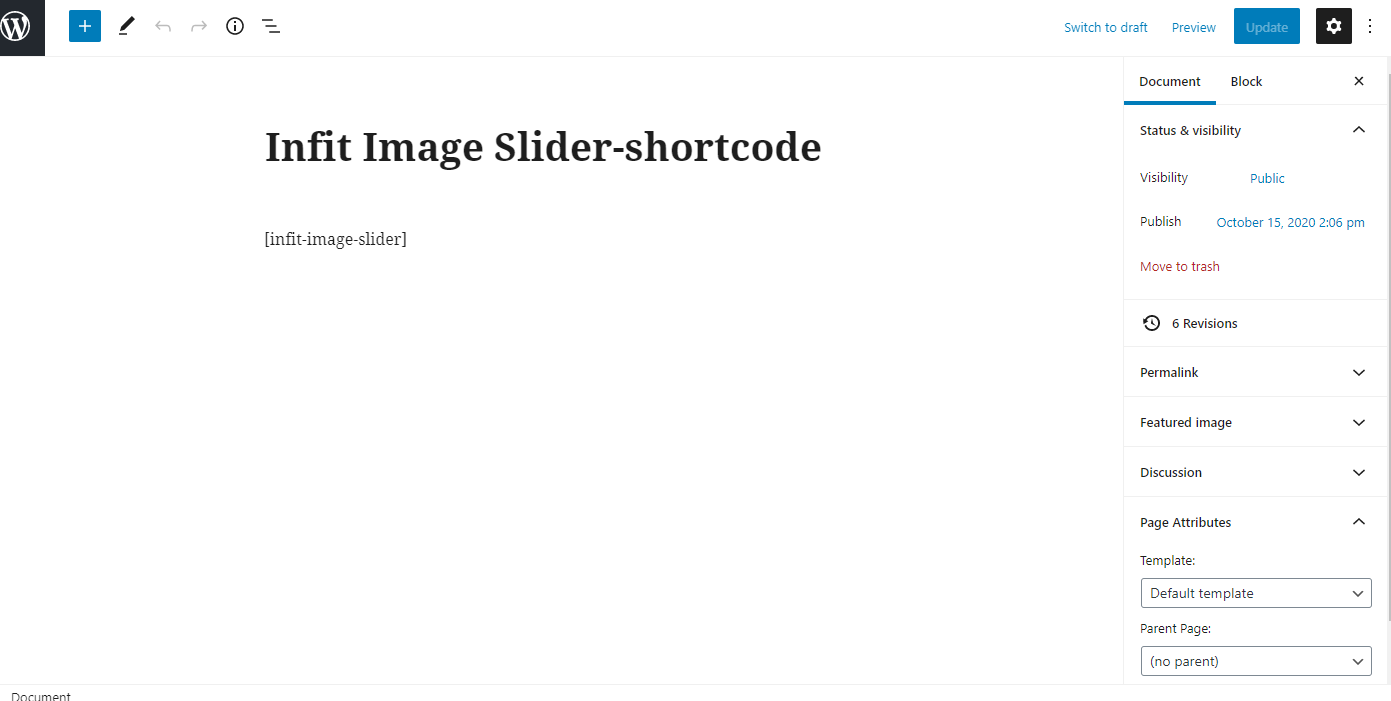 Switch to draft Preview Update
Document Block
Infit Image Slider-shortcode
[infit-image-slider]
Status & visibility
Visibility Public
Publish October 15, 2020 2:06 pm
Move to trash
6 Revisions
Permalink
Featured image
Discussion
Page Attributes
Template:
Default template
Parent Page:
(no parent)
Document